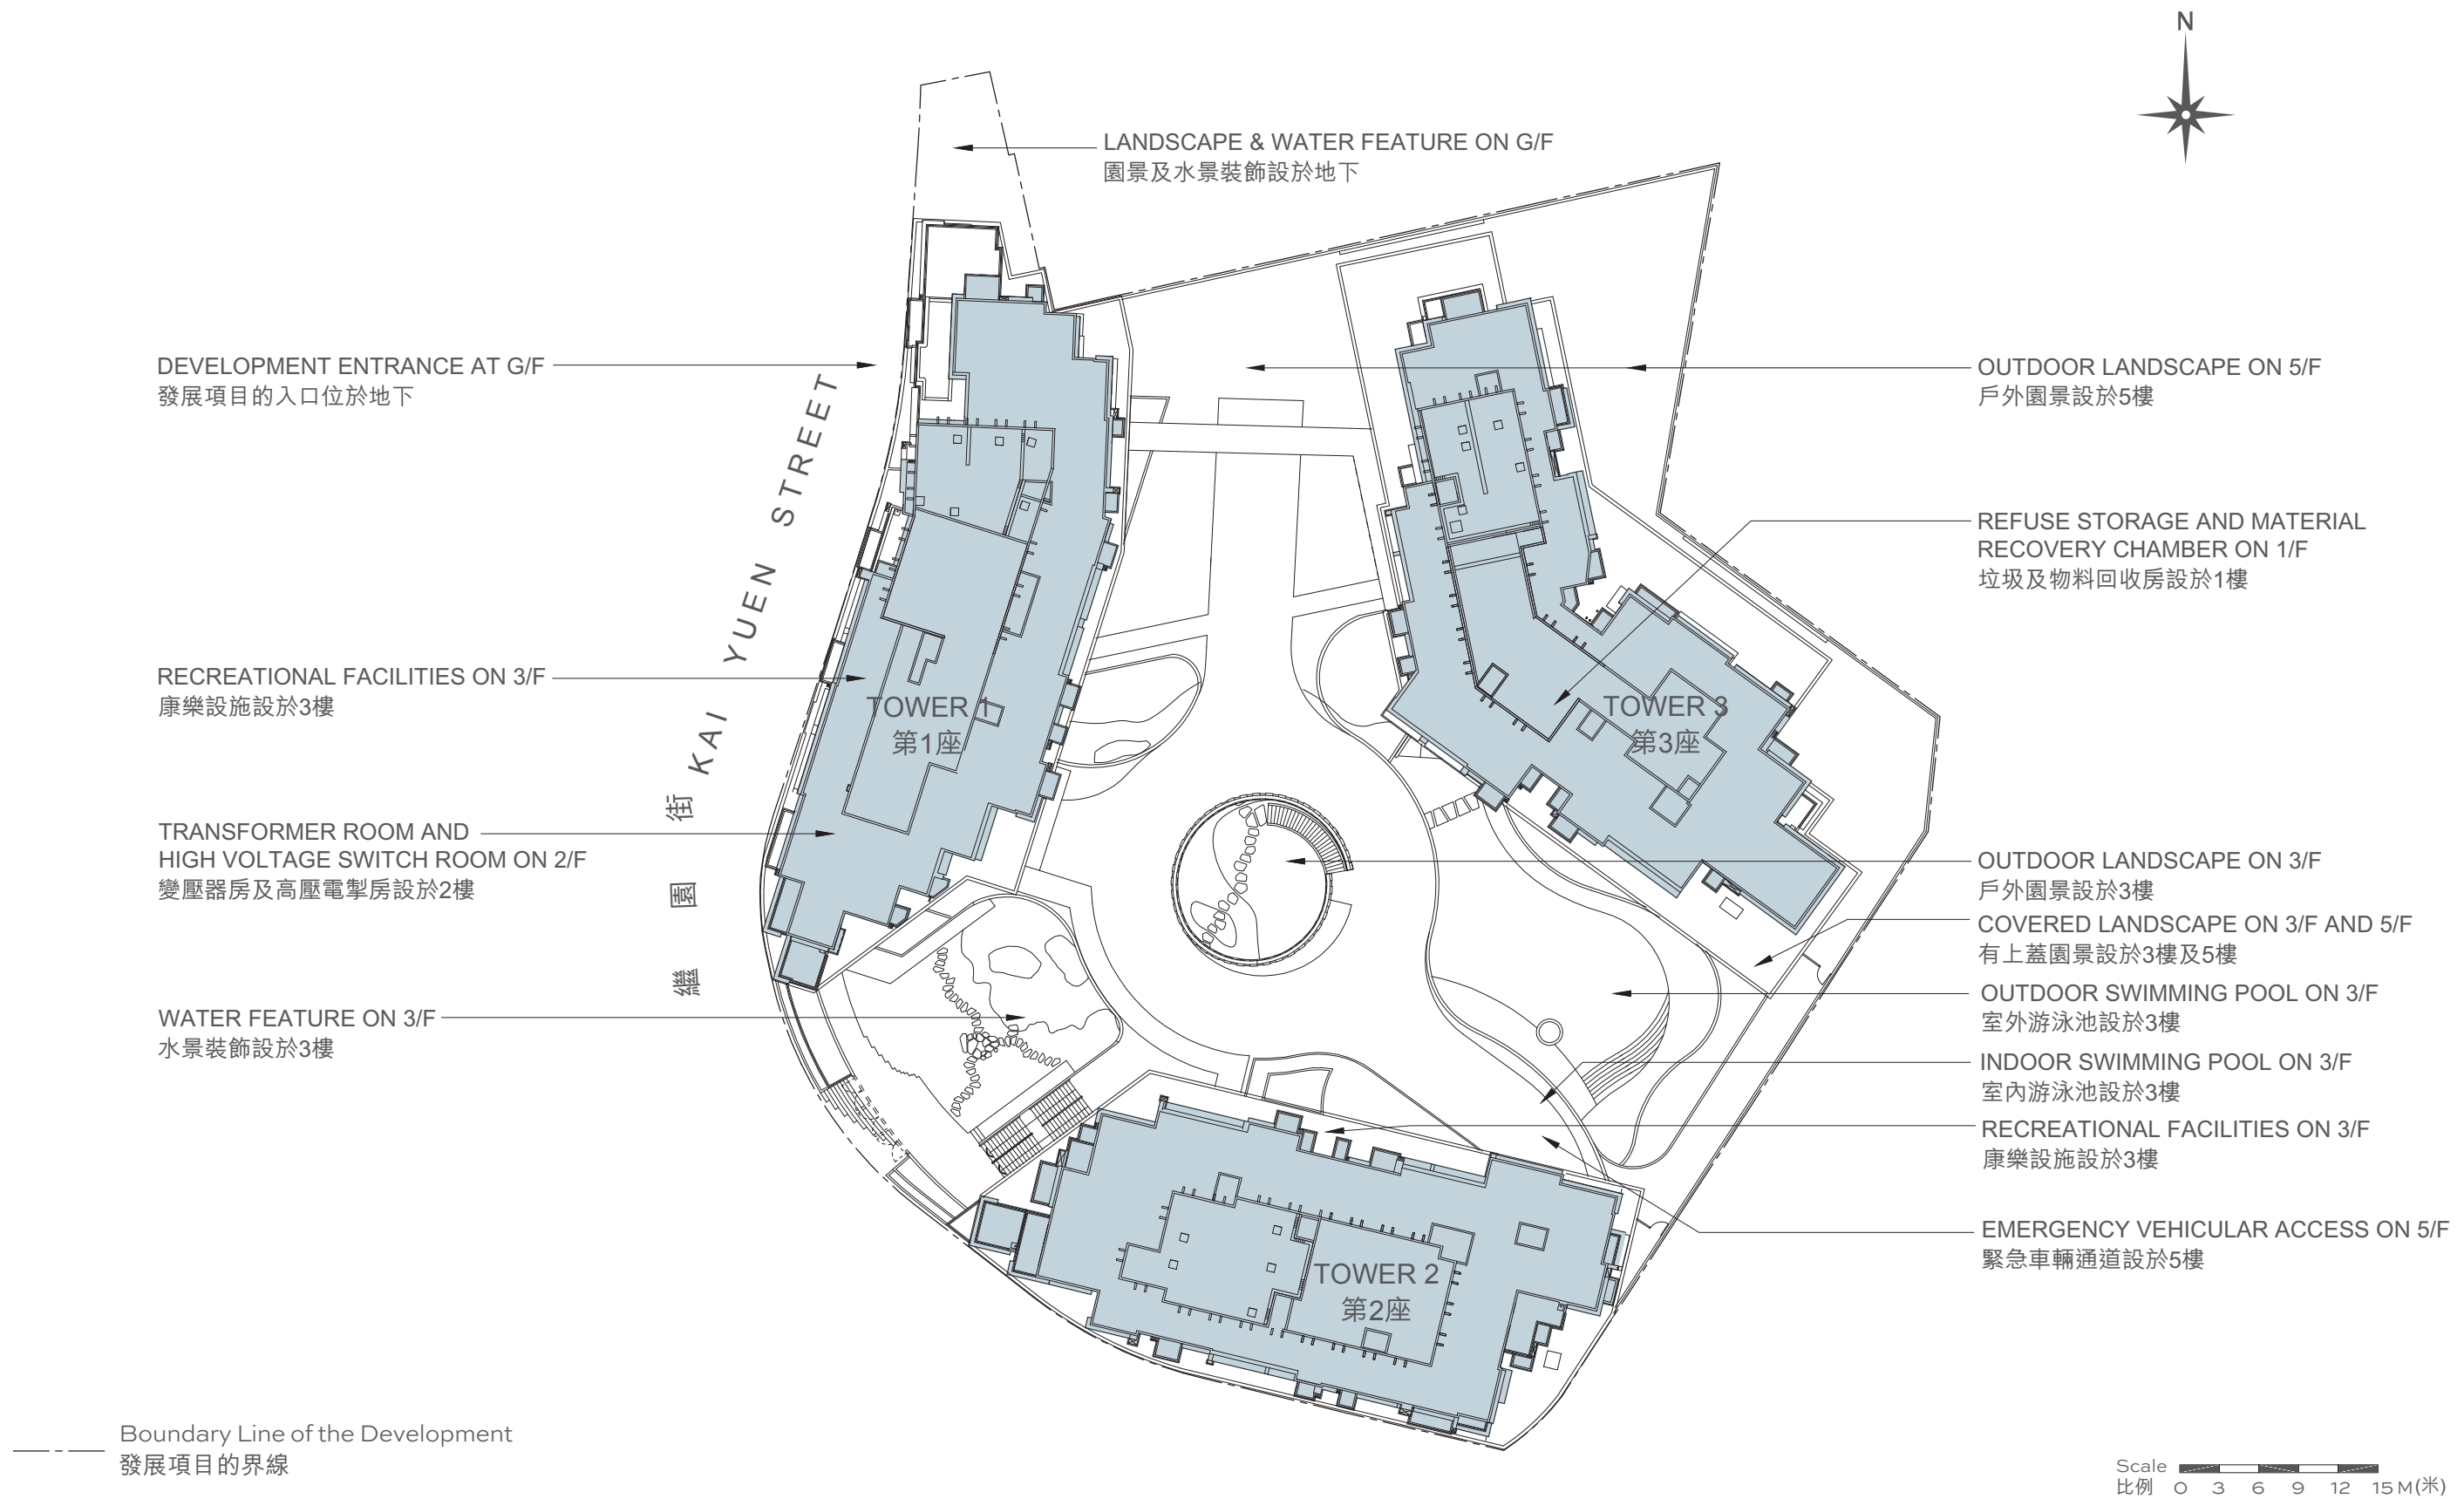 N
LANDSCAPE & WATER FEATURE ON G/F
園景及水景裝飾設於地下
DEVELOPMENT ENTRANCE AT G/F
發展項目的入口位於地下
RECREATIONAL FACILITIES ON 3/F
康樂設施設於3樓
TRANSFORMER ROOM AND
HIGH VOLTAGE SWITCH ROOM ON 2/F
變壓器房及高壓電掣房設於2樓
WATER FEATURE ON 3/F
水景裝飾設於3樓
KAI YUEN STREET
繼園街
TOWER 1
第1座
TOWER 3
第3座
TOWER 2
第2座
OUTDOOR LANDSCAPE ON 5/F
戶外園景設於5樓
REFUSE STORAGE AND MATERIAL
RECOVERY CHAMBER ON 1/F
垃圾及物料回收房設於1樓
OUTDOOR LANDSCAPE ON 3/F
戶外園景設於3樓
COVERED LANDSCAPE ON 3/F AND 5/F
有上蓋園景設於3樓及5樓
OUTDOOR SWIMMING POOL ON 3/F
室外游泳池設於3樓
INDOOR SWIMMING POOL ON 3/F
室內游泳池設於3樓
RECREATIONAL FACILITIES ON 3/F
康樂設施設於3樓
EMERGENCY VEHICULAR ACCESS ON 5/F
緊急車輛通道設於5樓
Boundary Line of the Development
發展項目的界線
Scale
比例 0 3 6 9 12 15 M(米)